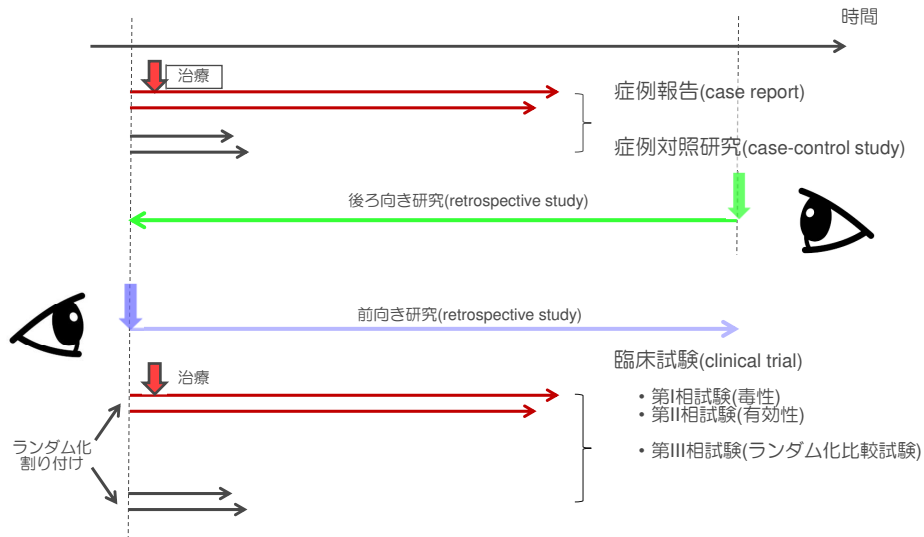 時間
治療
症例報告(case report)
症例対照研究(case-control study)
後ろ向き研究(retrospective study)
前向き研究(retrospective study)
臨床試験(clinical trial)
治療
・第I相試験(毒性)
・第II相試験(有効性)
・第III相試験(ランダム化比較試験)
ランダム化
割り付け